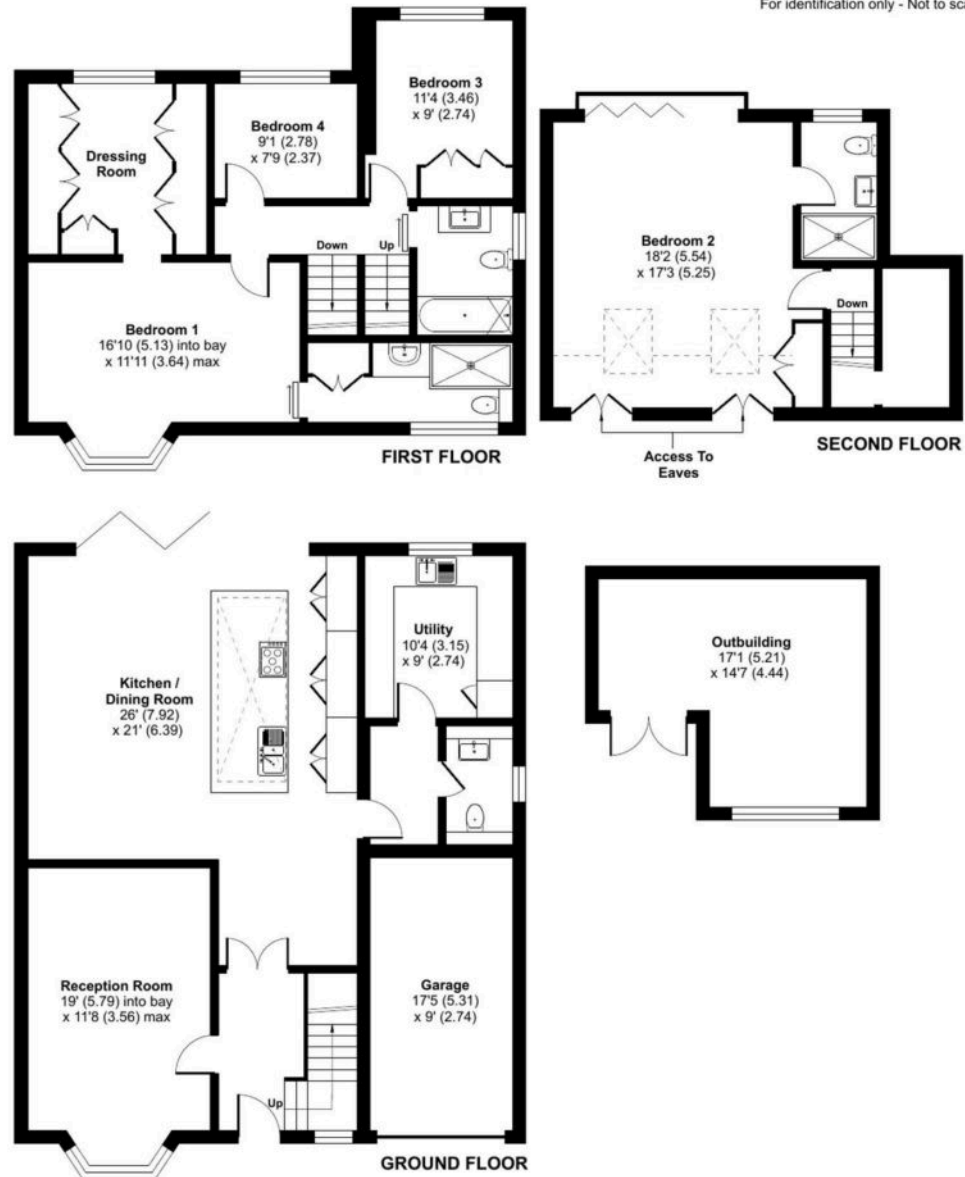 For identification only - Not to sca
Bedroom 3
11'4 (3.46)
x 9' (2.74)
Bedroom 4
9'1 (2.78)
x 7'9 (2.37)
Dressing
Room
Down
Up
Bedroom 1
16'10 (5.13) into bay
x 11'11 (3.64) max
FIRST FLOOR
Bedroom 2
18'2 (5.54)
x 17'3 (5.25)
Down
Access To
Eaves
SECOND FLOOR
Utility
10'4 (3.15)
x 9' (2.74)
Kitchen /
Dining Room
26' (7.92)
x 21' (6.39)
Outbuilding
17'1 (5.21)
x 14'7 (4.44)
Reception Room
19' (5.79) into bay
x 11'8 (3.56) max
Garage
17'5 (5.31)
x 9' (2.74)
Up
GROUND FLOOR